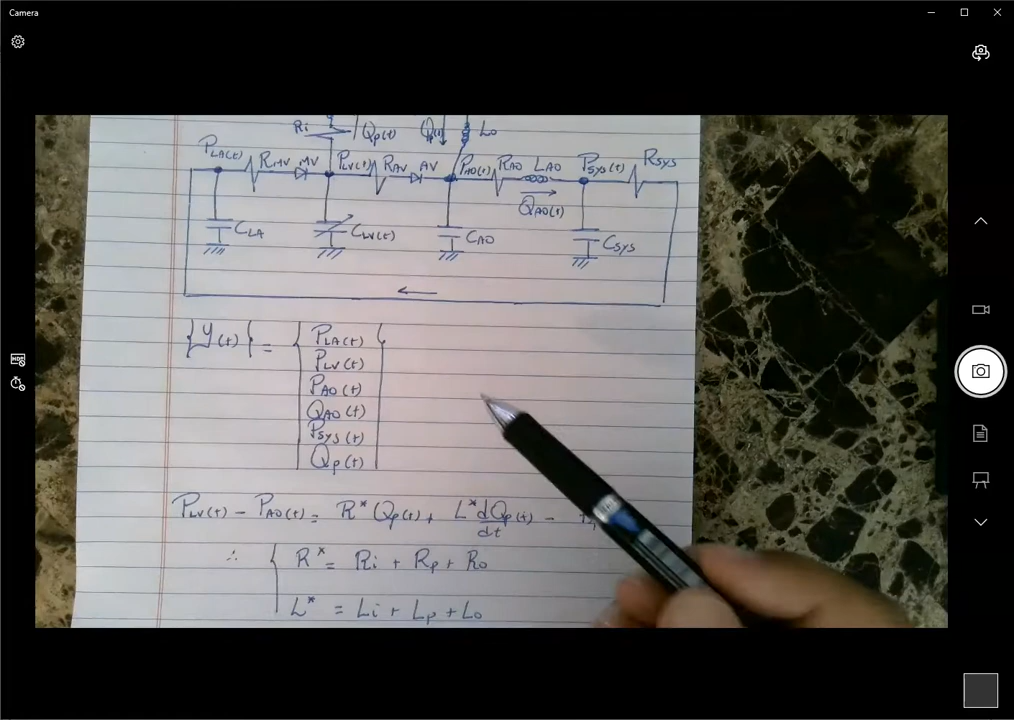 Camera
Ri Qp(t) Q(t) Lo
PLA(t) RMV MV PLV(t) RAV AV PAO(t) RAO LAO PSYS(t) RSYS
QAO(t)
CLA CLV(t) CAO CSYS
{Y(t)} = { PLA(t)
PLV(t)
PAO(t)
QAO(t)
PSYS(t)
Qp(t) }
PLV(t) - PAO(t) = R* Qp(t) + L* dQp(t)/dt -
∴ { R* = Ri + Rp + Ro
L* = Li + Lp + Lo